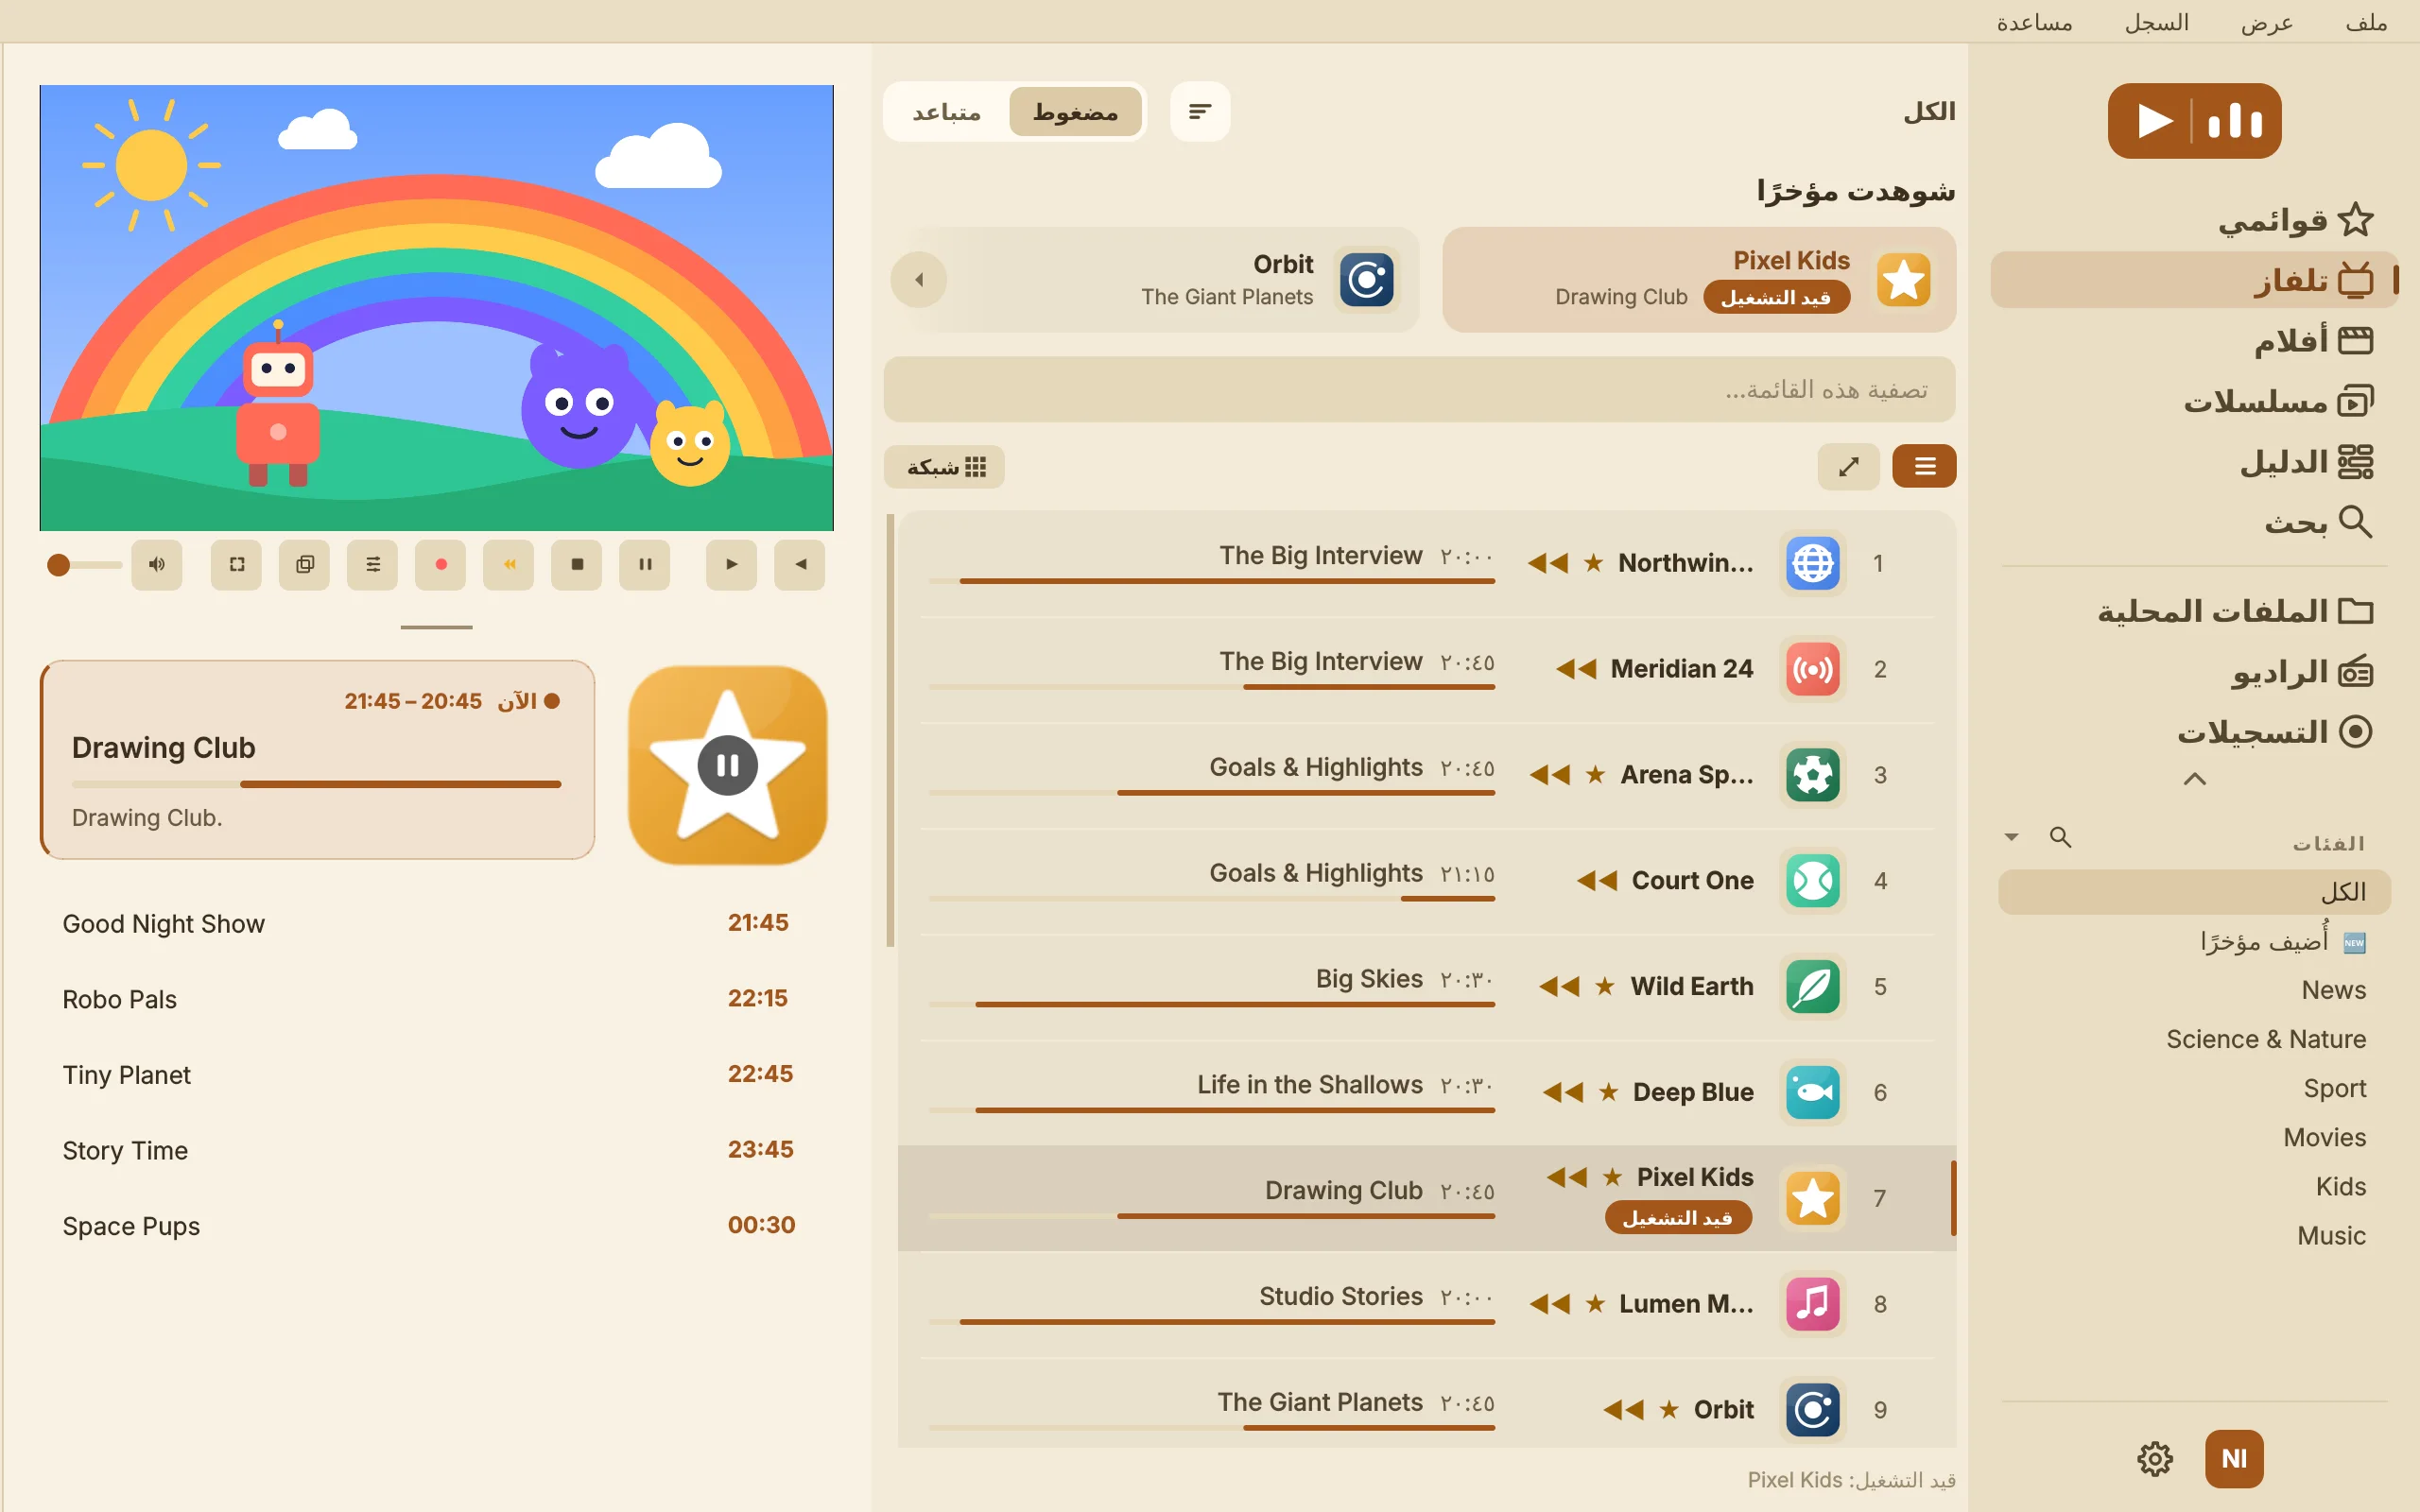 ملف
عرض
السجل
مساعدة
قوائمي
تلفاز
أفلام
مسلسلات
الدليل
بحث
الملفات المحلية
الراديو
التسجيلات
الفئات
الكل
NEW أُضيف مؤخرًا
News
Science & Nature
Sport
Movies
Kids
Music
NI
الكل
مضغوط
متباعد
شوهدت مؤخرًا
Pixel Kids
قيد التشغيل Drawing Club
Orbit
The Giant Planets
تصفية هذه القائمة...
شبكة
1 Northwin... ٢٠:٠٠ The Big Interview
2 Meridian 24 ٢٠:٤٥ The Big Interview
3 Arena Sp... ٢٠:٤٥ Goals & Highlights
4 Court One ٢١:١٥ Goals & Highlights
5 Wild Earth ٢٠:٣٠ Big Skies
6 Deep Blue ٢٠:٣٠ Life in the Shallows
7 Pixel Kids ٢٠:٤٥ Drawing Club
قيد التشغيل
8 Lumen M... ٢٠:٠٠ Studio Stories
9 Orbit ٢٠:٤٥ The Giant Planets
قيد التشغيل: Pixel Kids
الآن 20:45 – 21:45
Drawing Club
Drawing Club.
21:45 Good Night Show
22:15 Robo Pals
22:45 Tiny Planet
23:45 Story Time
00:30 Space Pups